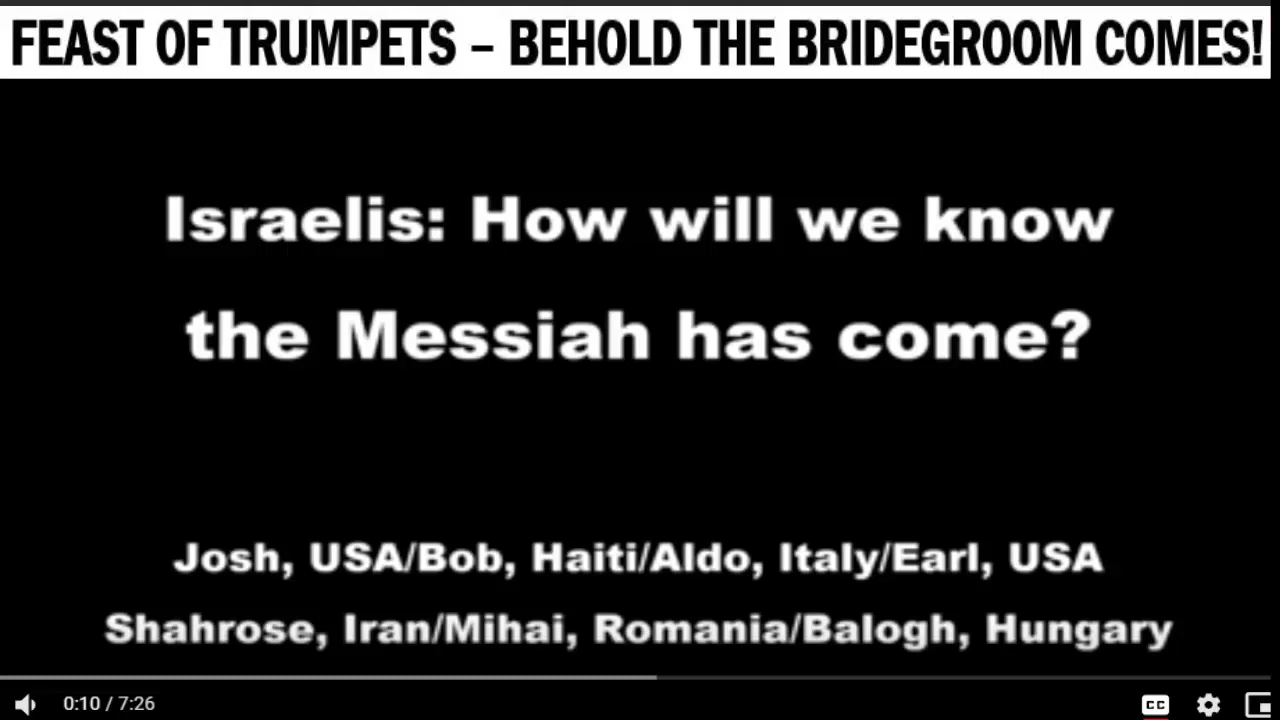 FEAST OF TRUMPETS – BEHOLD THE BRIDEGROOM COMES!
Israelis: How will we know
the Messiah has come?
Josh, USA/Bob, Haiti/Aldo, Italy/Earl, USA
Shahrose, Iran/Mihai, Romania/Balogh, Hungary
0:10 / 7:26
CC